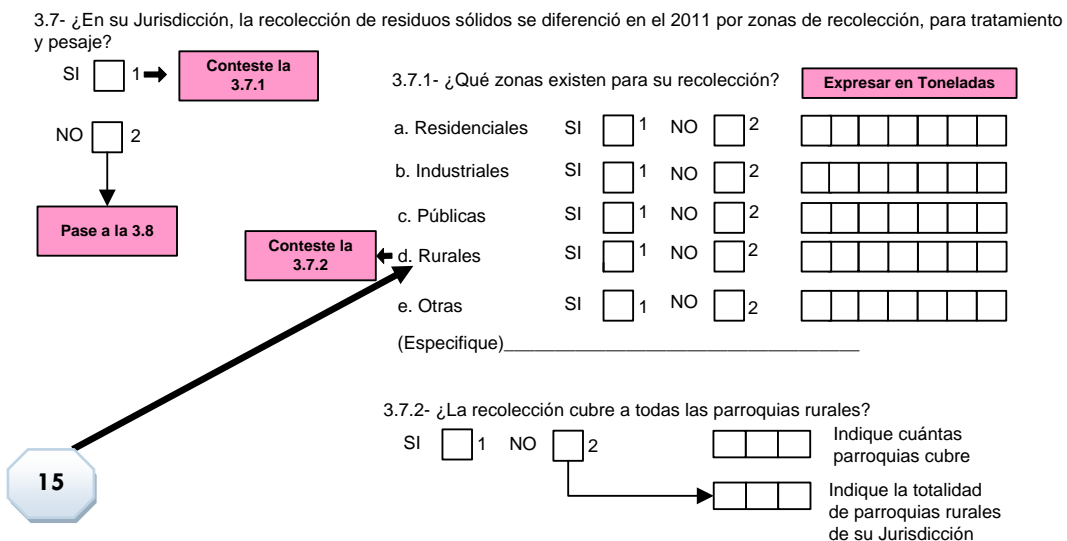 3.7- ¿En su Jurisdicción, la recolección de residuos sólidos se diferenció en el 2011 por zonas de recolección, para tratamiento
y pesaje?
SI 1 Conteste la
3.7.1
NO 2
Pase a la 3.8
3.7.1- ¿Qué zonas existen para su recolección? Expresar en Toneladas
a. Residenciales SI 1 NO 2
b. Industriales SI 1 NO 2
c. Públicas SI 1 NO 2
Conteste la
3.7.2
d. Rurales SI 1 NO 2
e. Otras SI 1 NO 2
(Especifique)______________________________________
3.7.2- ¿La recolección cubre a todas las parroquias rurales?
SI 1 NO 2
Indique cuántas
parroquias cubre
Indique la totalidad
de parroquias rurales
de su Jurisdicción
15